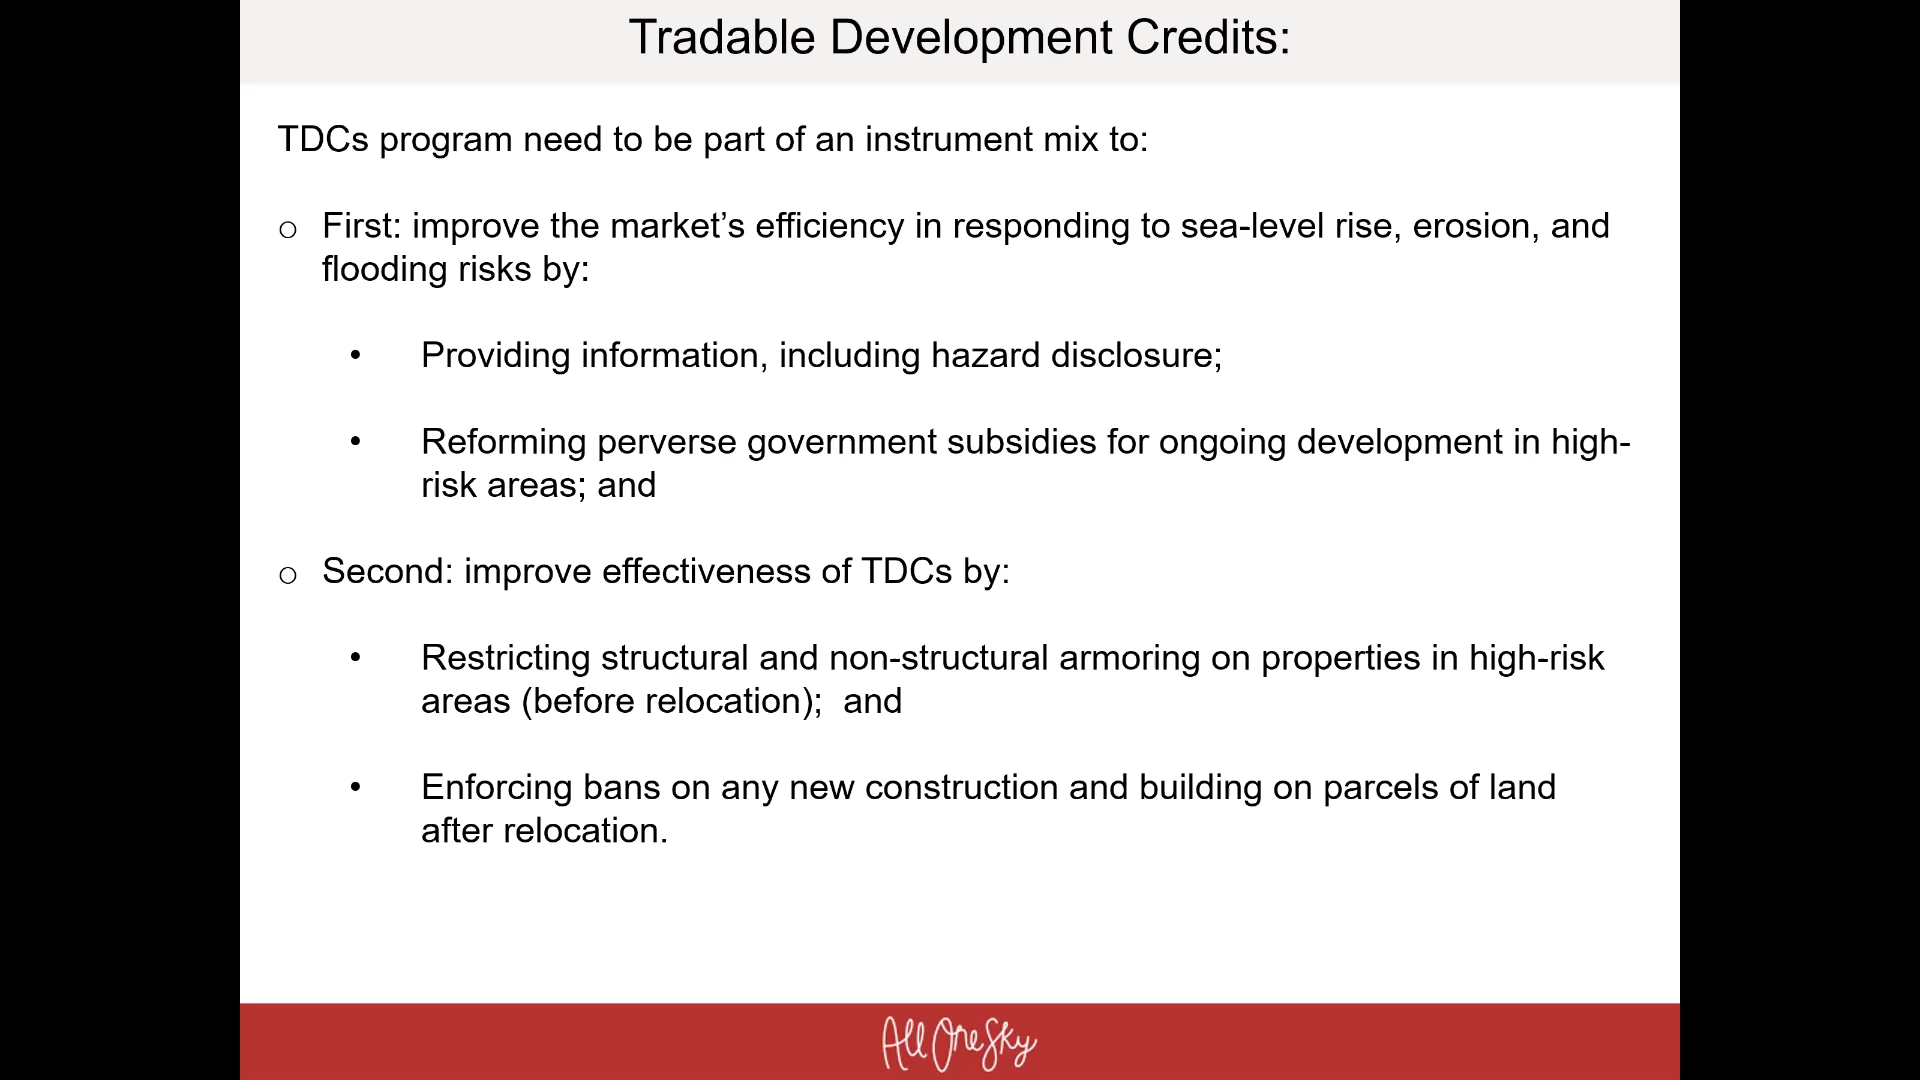 Tradable Development Credits:
TDCs program need to be part of an instrument mix to:
o First: improve the market’s efficiency in responding to sea-level rise, erosion, and
flooding risks by:
• Providing information, including hazard disclosure;
• Reforming perverse government subsidies for ongoing development in high-
risk areas; and
o Second: improve effectiveness of TDCs by:
• Restricting structural and non-structural armoring on properties in high-risk
areas (before relocation);  and
• Enforcing bans on any new construction and building on parcels of land
after relocation.
All One Sky